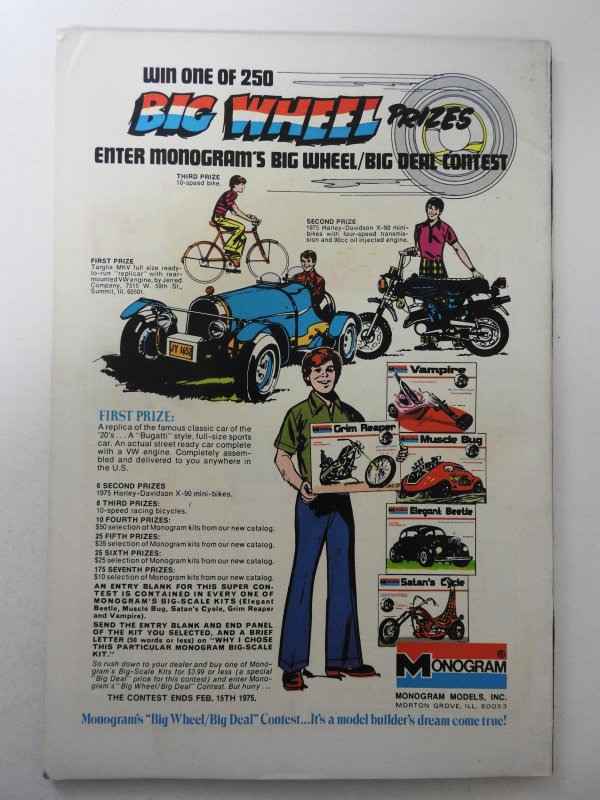 WIN ONE OF 250
BIG WHEEL PRIZES
ENTER MONOGRAM'S BIG WHEEL/BIG DEAL CONTEST
THIRD PRIZE
10-speed bike.
SECOND PRIZE
1975 Harley-Davidson X-90 mini-
bikes with four-speed transmis-
sion and 90cc oil injected engine.
FIRST PRIZE
Targlia MKV full size ready-
to-run "replicar" with rear-
mounted VW engine, by Jerred
Company, 7515 W. 59th St.,
Summit, Ill. 60501.
JY 1652
FIRST PRIZE:
A replica of the famous classic car of the
'20's . . . A "Bugatti" style, full-size sports
car. An actual street ready car complete
with a VW engine. Completely assem-
bled and delivered to you anywhere in
the U.S.
6 SECOND PRIZES
1975 Harley-Davidson X-90 mini-bikes.
8 THIRD PRIZES:
10-speed racing bicycles.
10 FOURTH PRIZES:
$50 selection of Monogram kits from our new catalog.
25 FIFTH PRIZES:
$35 selection of Monogram kits from our new catalog.
25 SIXTH PRIZES:
$25 selection of Monogram kits from our new catalog.
175 SEVENTH PRIZES:
$10 selection of Monogram kits from our new catalog.
AN ENTRY BLANK FOR THIS SUPER CON-
TEST IS CONTAINED IN EVERY ONE OF
MONOGRAM'S BIG-SCALE KITS (Elegant
Beetle, Muscle Bug, Satan's Cycle, Grim Reaper
and Vampire).
SEND THE ENTRY BLANK AND END PANEL
OF THE KIT YOU SELECTED, AND A BRIEF
LETTER (50 words or less) on "WHY I CHOSE
THIS PARTICULAR MONOGRAM BIG-SCALE
KIT."
So rush down to your dealer and buy one of Mono-
gram's Big-Scale Kits for $3.99 or less (a special
"Big Deal" price for this contest) and enter Mono-
gram's "Big Wheel/Big Deal" Contest. But hurry . . .
THE CONTEST ENDS FEB. 15TH 1975.
Vampire
Grim Reaper
Muscle Bug
Elegant Beetle
Satan's Cycle
MONOGRAM®
MONOGRAM MODELS, INC.
MORTON GROVE, ILL. 60053
Monogram's "Big Wheel/Big Deal" Contest...It's a model builder's dream come true!